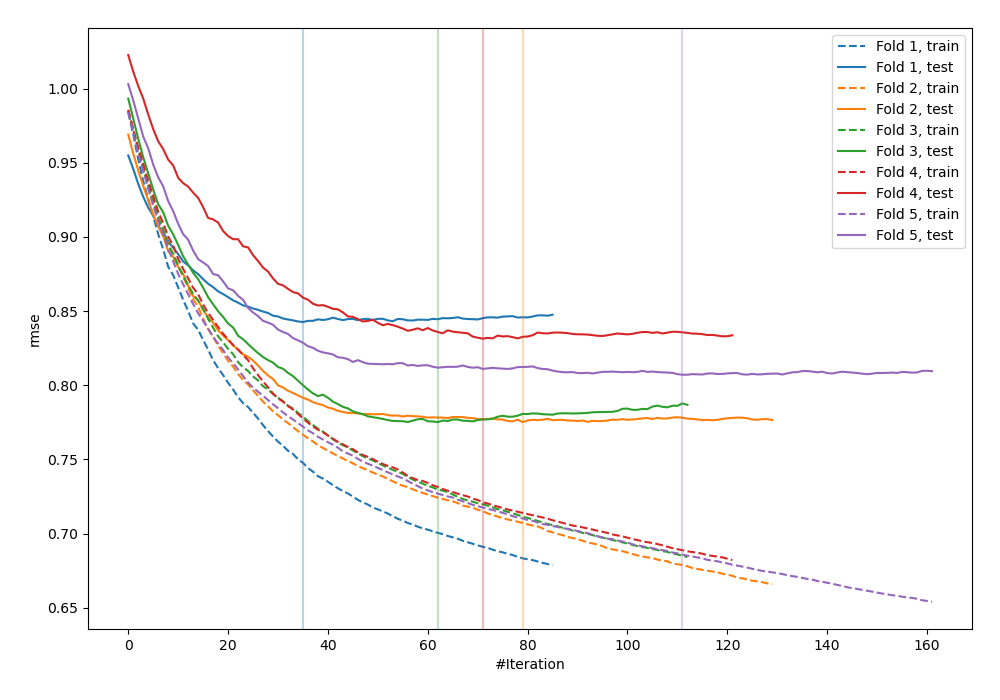 1.00
0.95
0.90
0.85
0.80
0.75
0.70
0.65
rmse
0
20
40
60
80
100
120
140
160
#Iteration
Fold 1, train
Fold 1, test
Fold 2, train
Fold 2, test
Fold 3, train
Fold 3, test
Fold 4, train
Fold 4, test
Fold 5, train
Fold 5, test